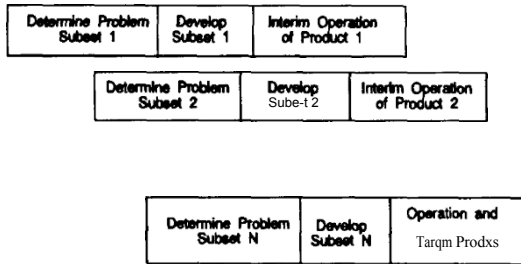 Determine Problem
Subset 1
Develop
Subset 1
Interim Operation
of Product 1
Determine Problem
Subset 2
Develop
Sube-t 2
Interim Operation
of Product 2
Determine Problem
Subset N
Develop
Subset N
Operation and
Tarqm Prodxs